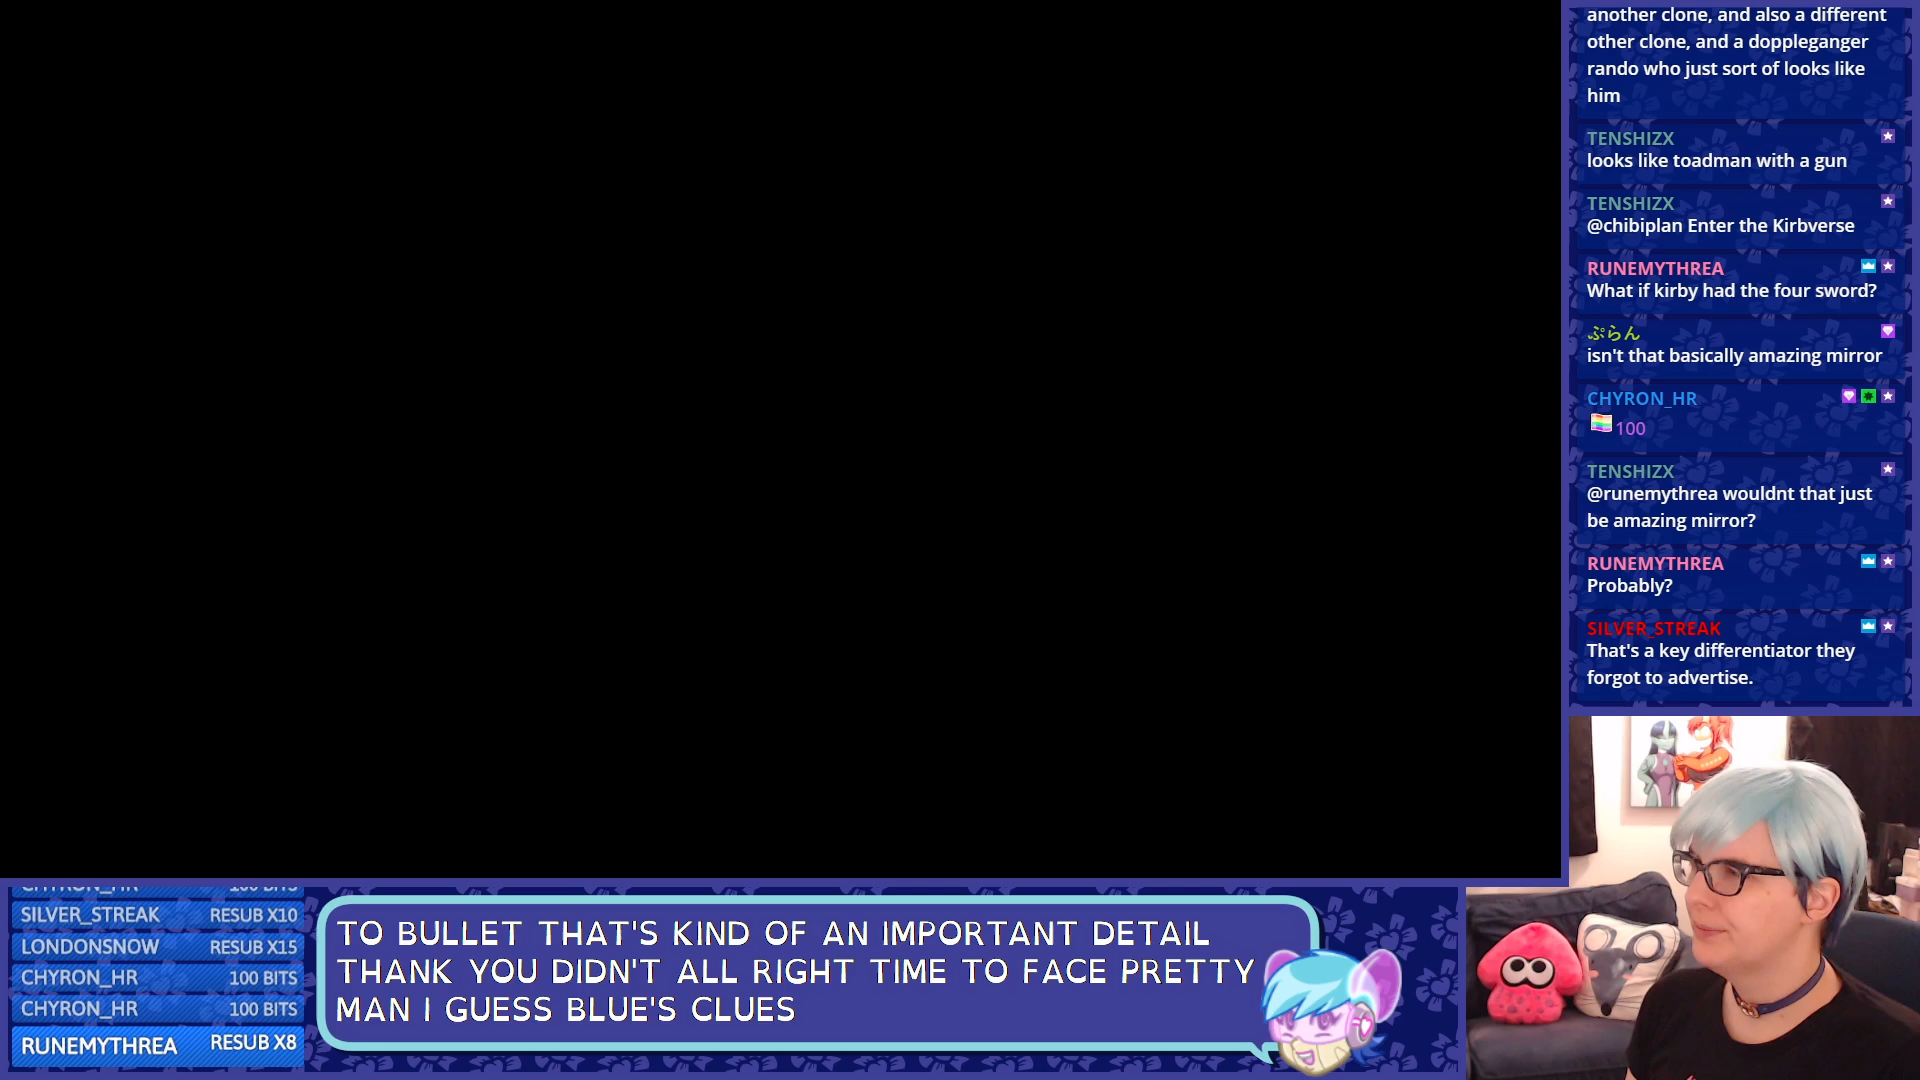 another clone, and also a different
other clone, and a doppleganger
rando who just sort of looks like
him
TENSHIZX
looks like toadman with a gun
TENSHIZX
@chibiplan Enter the Kirbverse
RUNEMYTHREA
What if kirby had the four sword?
ぷらん
isn't that basically amazing mirror
CHYRON_HR
100
TENSHIZX
@runemythrea wouldnt that just
be amazing mirror?
RUNEMYTHREA
Probably?
SILVER_STREAK
That's a key differentiator they
forgot to advertise.
CHYRON_HR 100 BITS
SILVER_STREAK RESUB X10
LONDONSNOW RESUB X15
CHYRON_HR 100 BITS
CHYRON_HR 100 BITS
RUNEMYTHREA RESUB X8
TO BULLET THAT'S KIND OF AN IMPORTANT DETAIL
THANK YOU DIDN'T ALL RIGHT TIME TO FACE PRETTY
MAN I GUESS BLUE'S CLUES